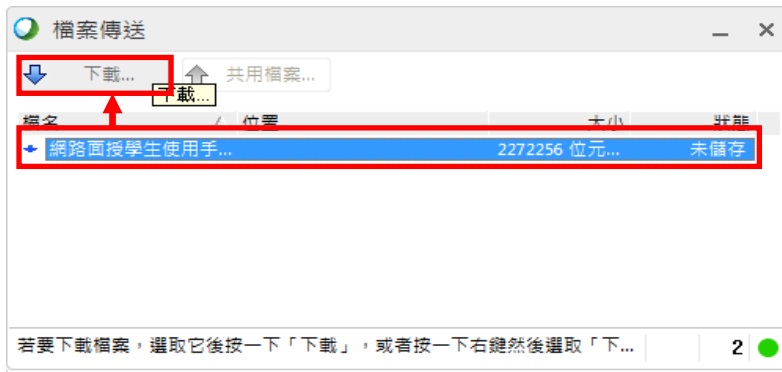 檔案傳送
下載... 共用檔案...
下載...
檔名 位置 大小 狀態
網路面授學生使用手... 2272256 位元... 未儲存
若要下載檔案，選取它後按一下「下載」，或者按一下右鍵然後選取「下... 2